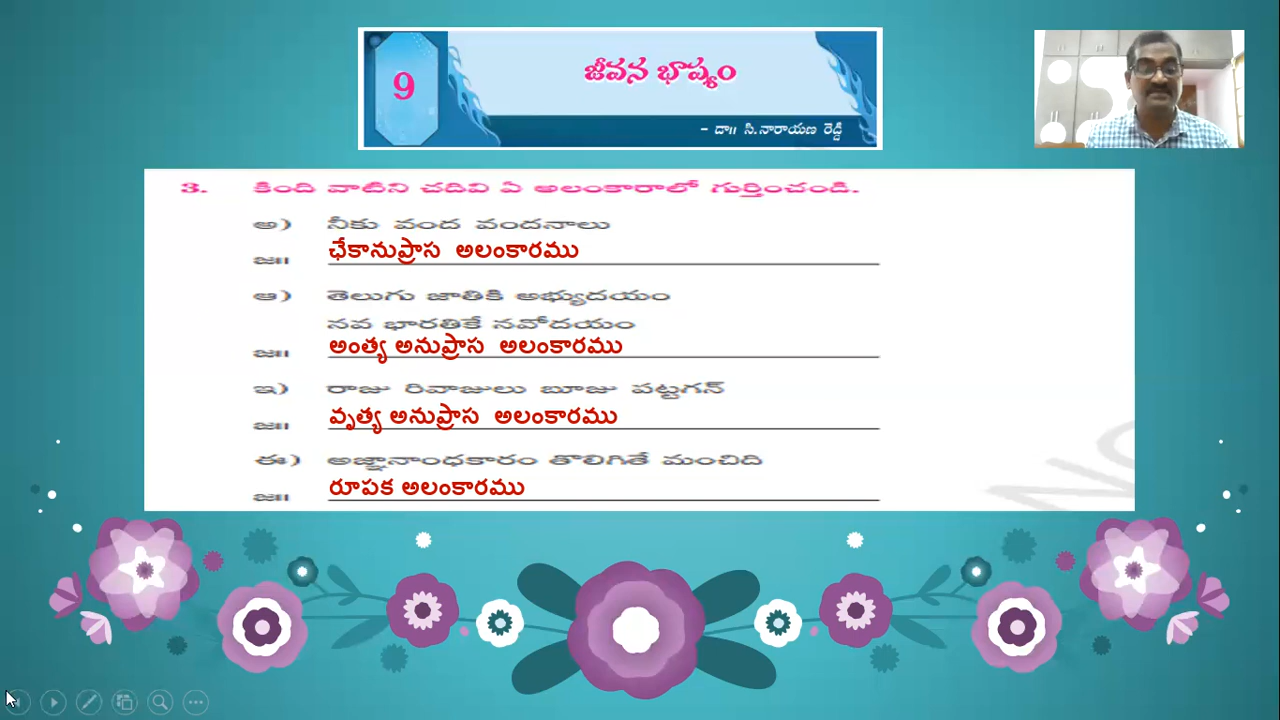 9
జీవన భాష్యం
- డా॥ సి.నారాయణ రెడ్డి
3. కింది వాటిని చదివి ఏ అలంకారాలో గుర్తించండి.
అ) నీకు వంద వందనాలు
జ॥ ఛేకానుప్రాస అలంకారము
ఆ) తెలుగు జాతికి అభ్యుదయం
నవ భారతికే నవోదయం
జ॥ అంత్య అనుప్రాస అలంకారము
ఇ) రాజు రివాజులు బూజు పట్టగన్
జ॥ వృత్య అనుప్రాస అలంకారము
ఈ) అజ్ఞానాంధకారం తొలిగితే మంచిది
జ॥ రూపక అలంకారము